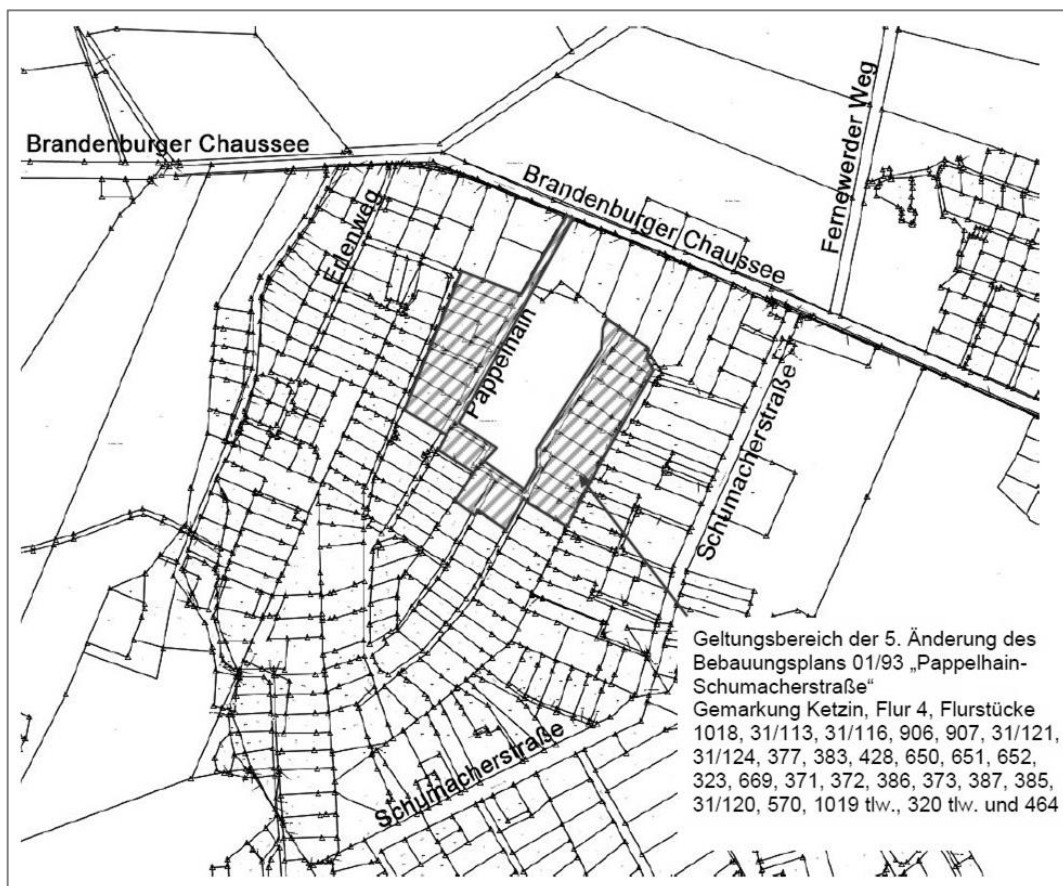 Brandenburger Chaussee
Brandenburger Chaussee
Fernewerder Weg
Erlenweg
Pappelhain
Schumacherstraße
Schumacherstraße
Geltungsbereich der 5. Änderung des
Bebauungsplans 01/93 „Pappelhain-
Schumacherstraße“
Gemarkung Ketzin, Flur 4, Flurstücke
1018, 31/113, 31/116, 906, 907, 31/121,
31/124, 377, 383, 428, 650, 651, 652,
323, 669, 371, 372, 386, 373, 387, 385,
31/120, 570, 1019 tlw., 320 tlw. und 464